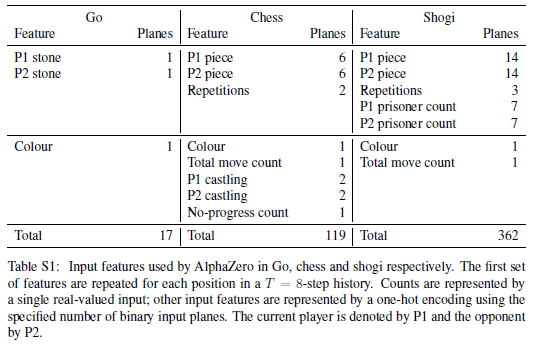 Go Chess Shogi
Feature Planes Feature Planes Feature Planes
P1 stone 1 P1 piece 6 P1 piece 14
P2 stone 1 P2 piece 6 P2 piece 14
Repetitions 2 Repetitions 3
P1 prisoner count 7
P2 prisoner count 7
Colour 1 Colour 1 Colour 1
Total move count 1 Total move count 1
P1 castling 2
P2 castling 2
No-progress count 1
Total 17 Total 119 Total 362
Table S1: Input features used by AlphaZero in Go, chess and shogi respectively. The first set
of features are repeated for each position in a T = 8-step history. Counts are represented by
a single real-valued input; other input features are represented by a one-hot encoding using the
specified number of binary input planes. The current player is denoted by P1 and the opponent
by P2.